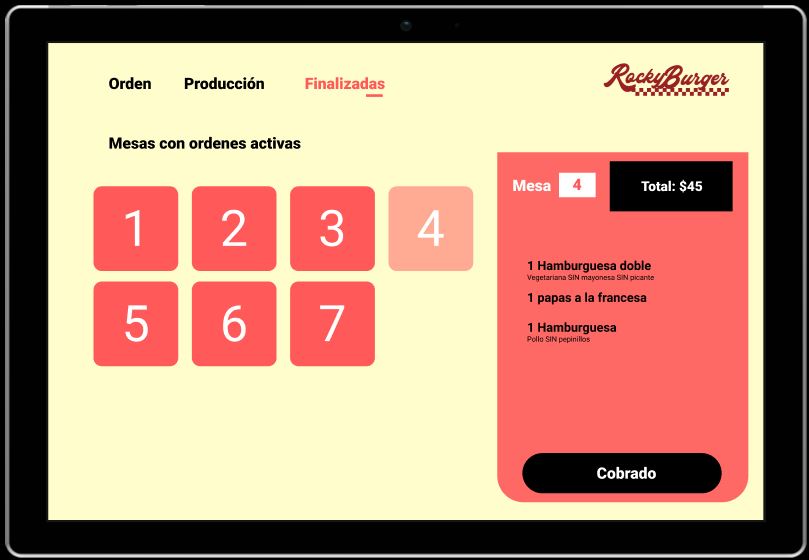 Orden Producción Finalizadas
RockyBurger
Mesas con ordenes activas
1 2 3 4
5 6 7
Mesa 4 Total: $45
1 Hamburguesa doble
Vegetariana SIN mayonesa SIN picante
1 papas a la francesa
1 Hamburguesa
Pollo SIN pepinillos
Cobrado